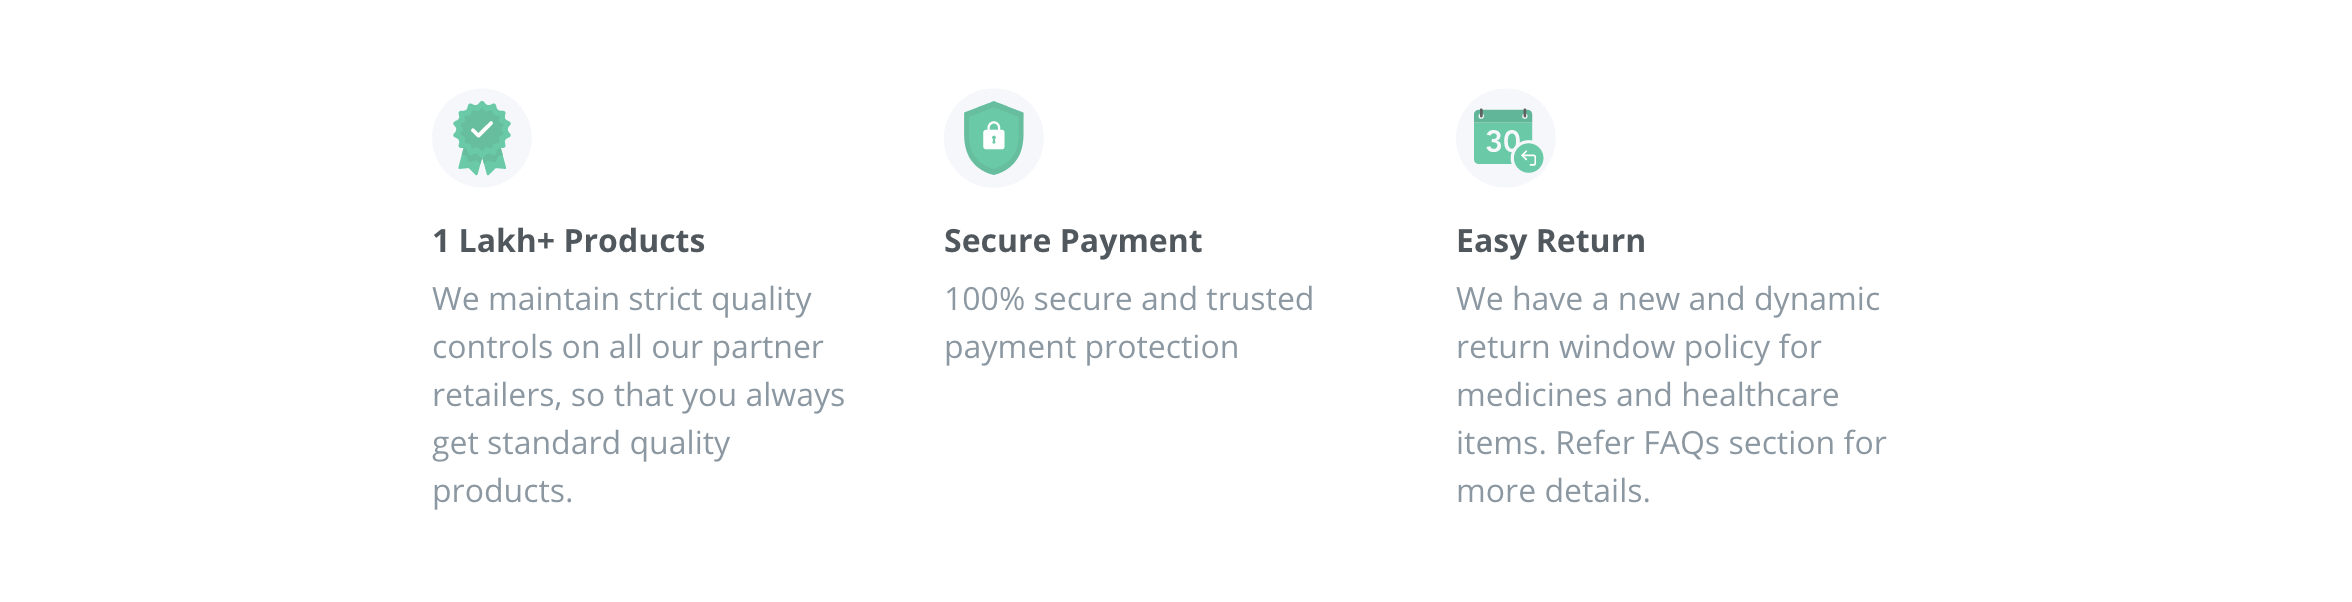 30
1 Lakh+ Products
We maintain strict quality
controls on all our partner
retailers, so that you always
get standard quality
products.
Secure Payment
100% secure and trusted
payment protection
Easy Return
We have a new and dynamic
return window policy for
medicines and healthcare
items. Refer FAQs section for
more details.